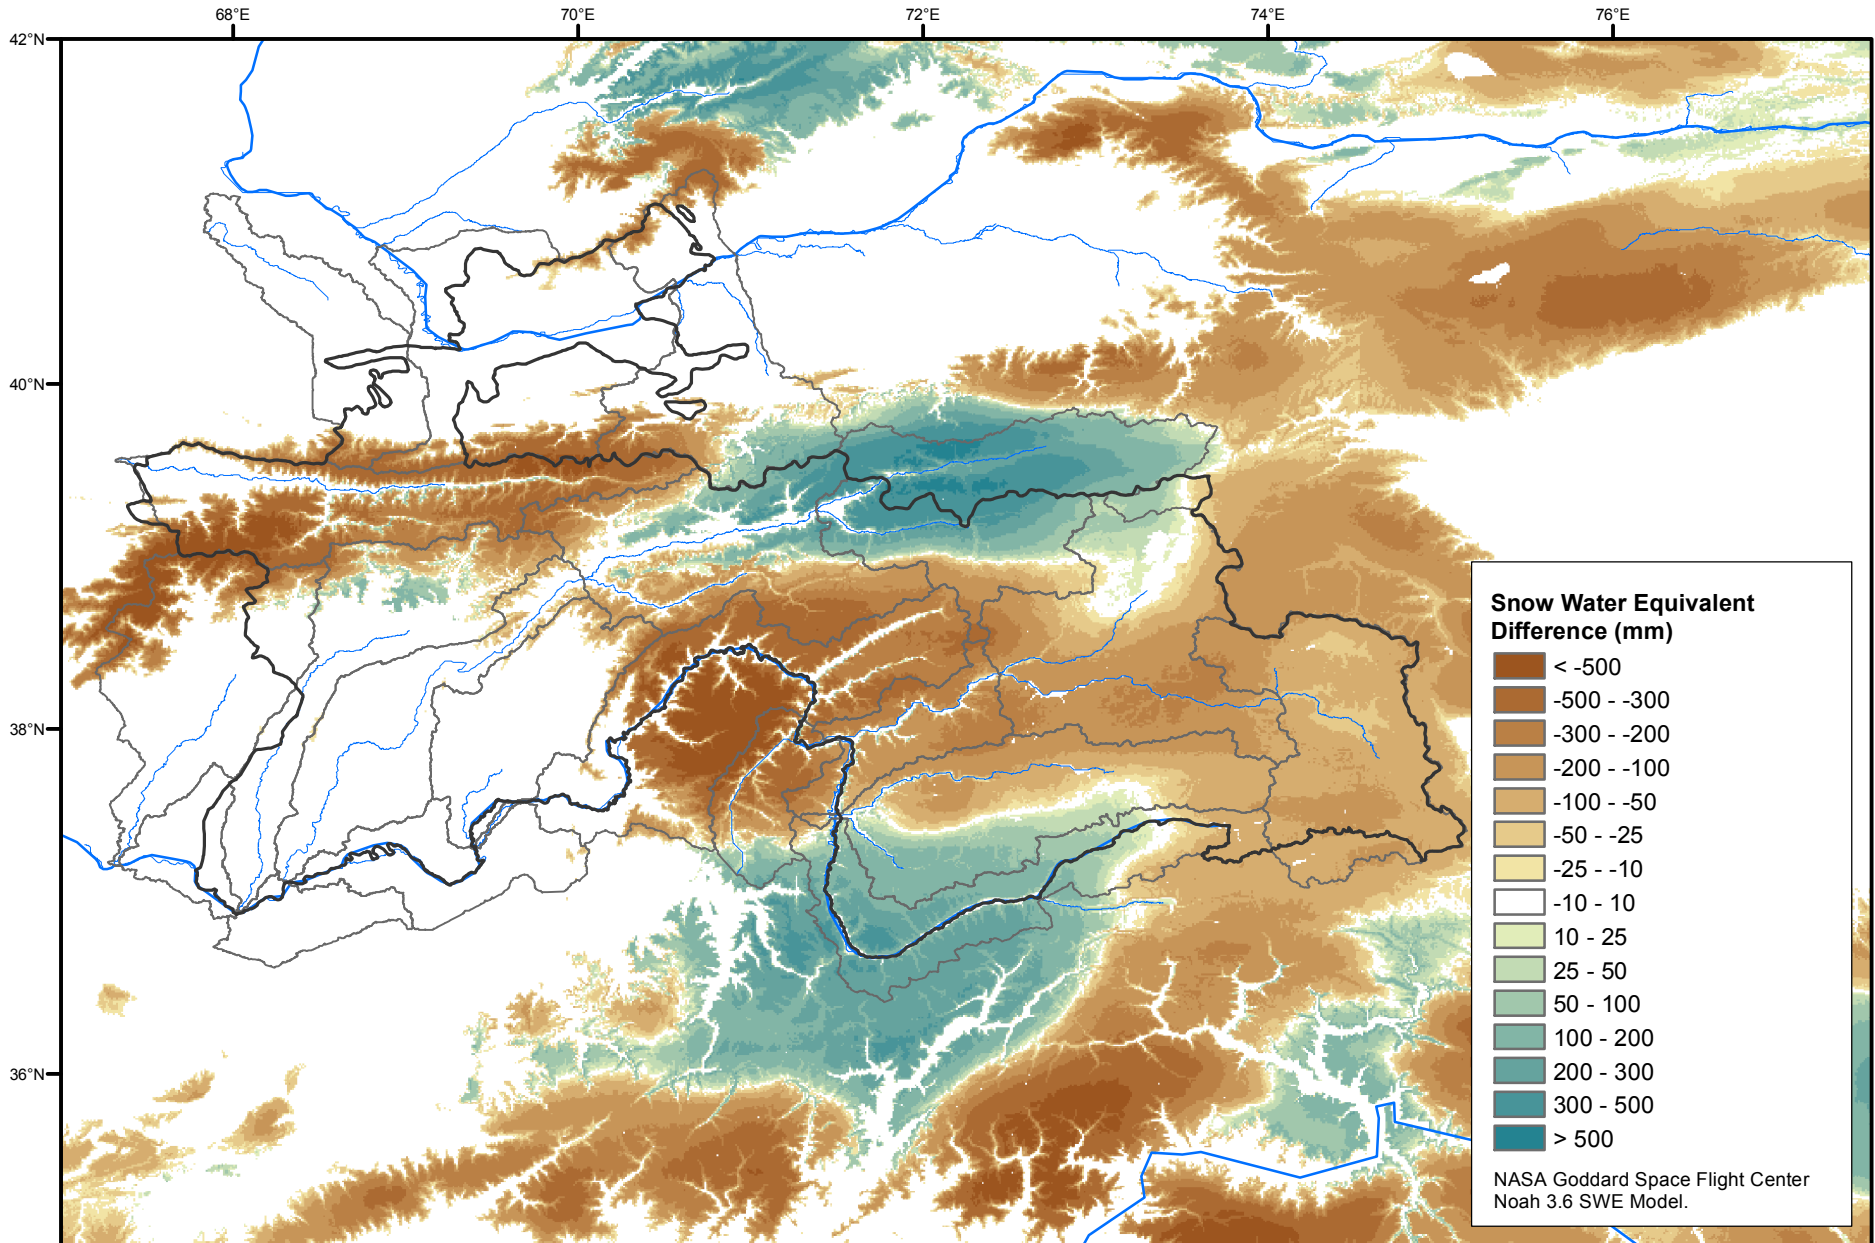 68°E 70°E 72°E 74°E 76°E
42°N
40°N
38°N
36°N
Snow Water Equivalent
Difference (mm)
< -500
-500 - -300
-300 - -200
-200 - -100
-100 - -50
-50 - -25
-25 - -10
-10 - 10
10 - 25
25 - 50
50 - 100
100 - 200
200 - 300
300 - 500
> 500
NASA Goddard Space Flight Center
Noah 3.6 SWE Model.